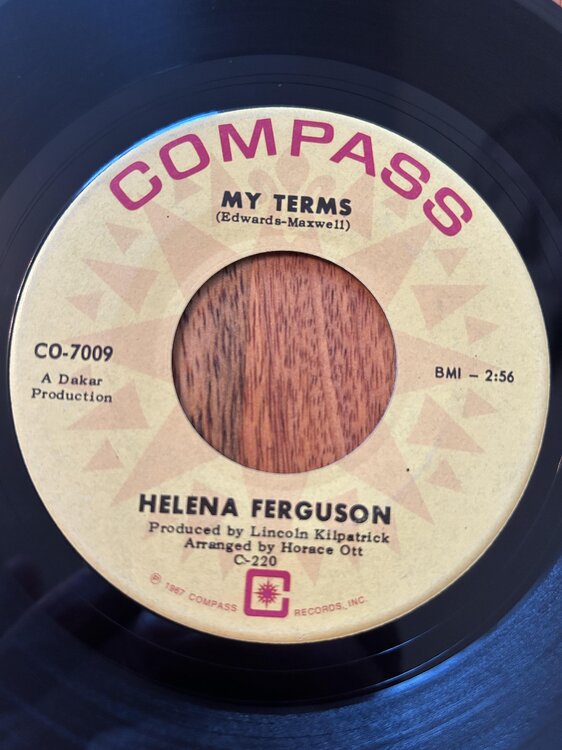 COMPASS
MY TERMS
(Edwards-Maxwell)
CO-7009
A Dakar
Production
BMI - 2:56
HELENA FERGUSON
Produced by Lincoln Kilpatrick
Arranged by Horace Ott
C-220
℗ 1967 COMPASS C RECORDS, INC.